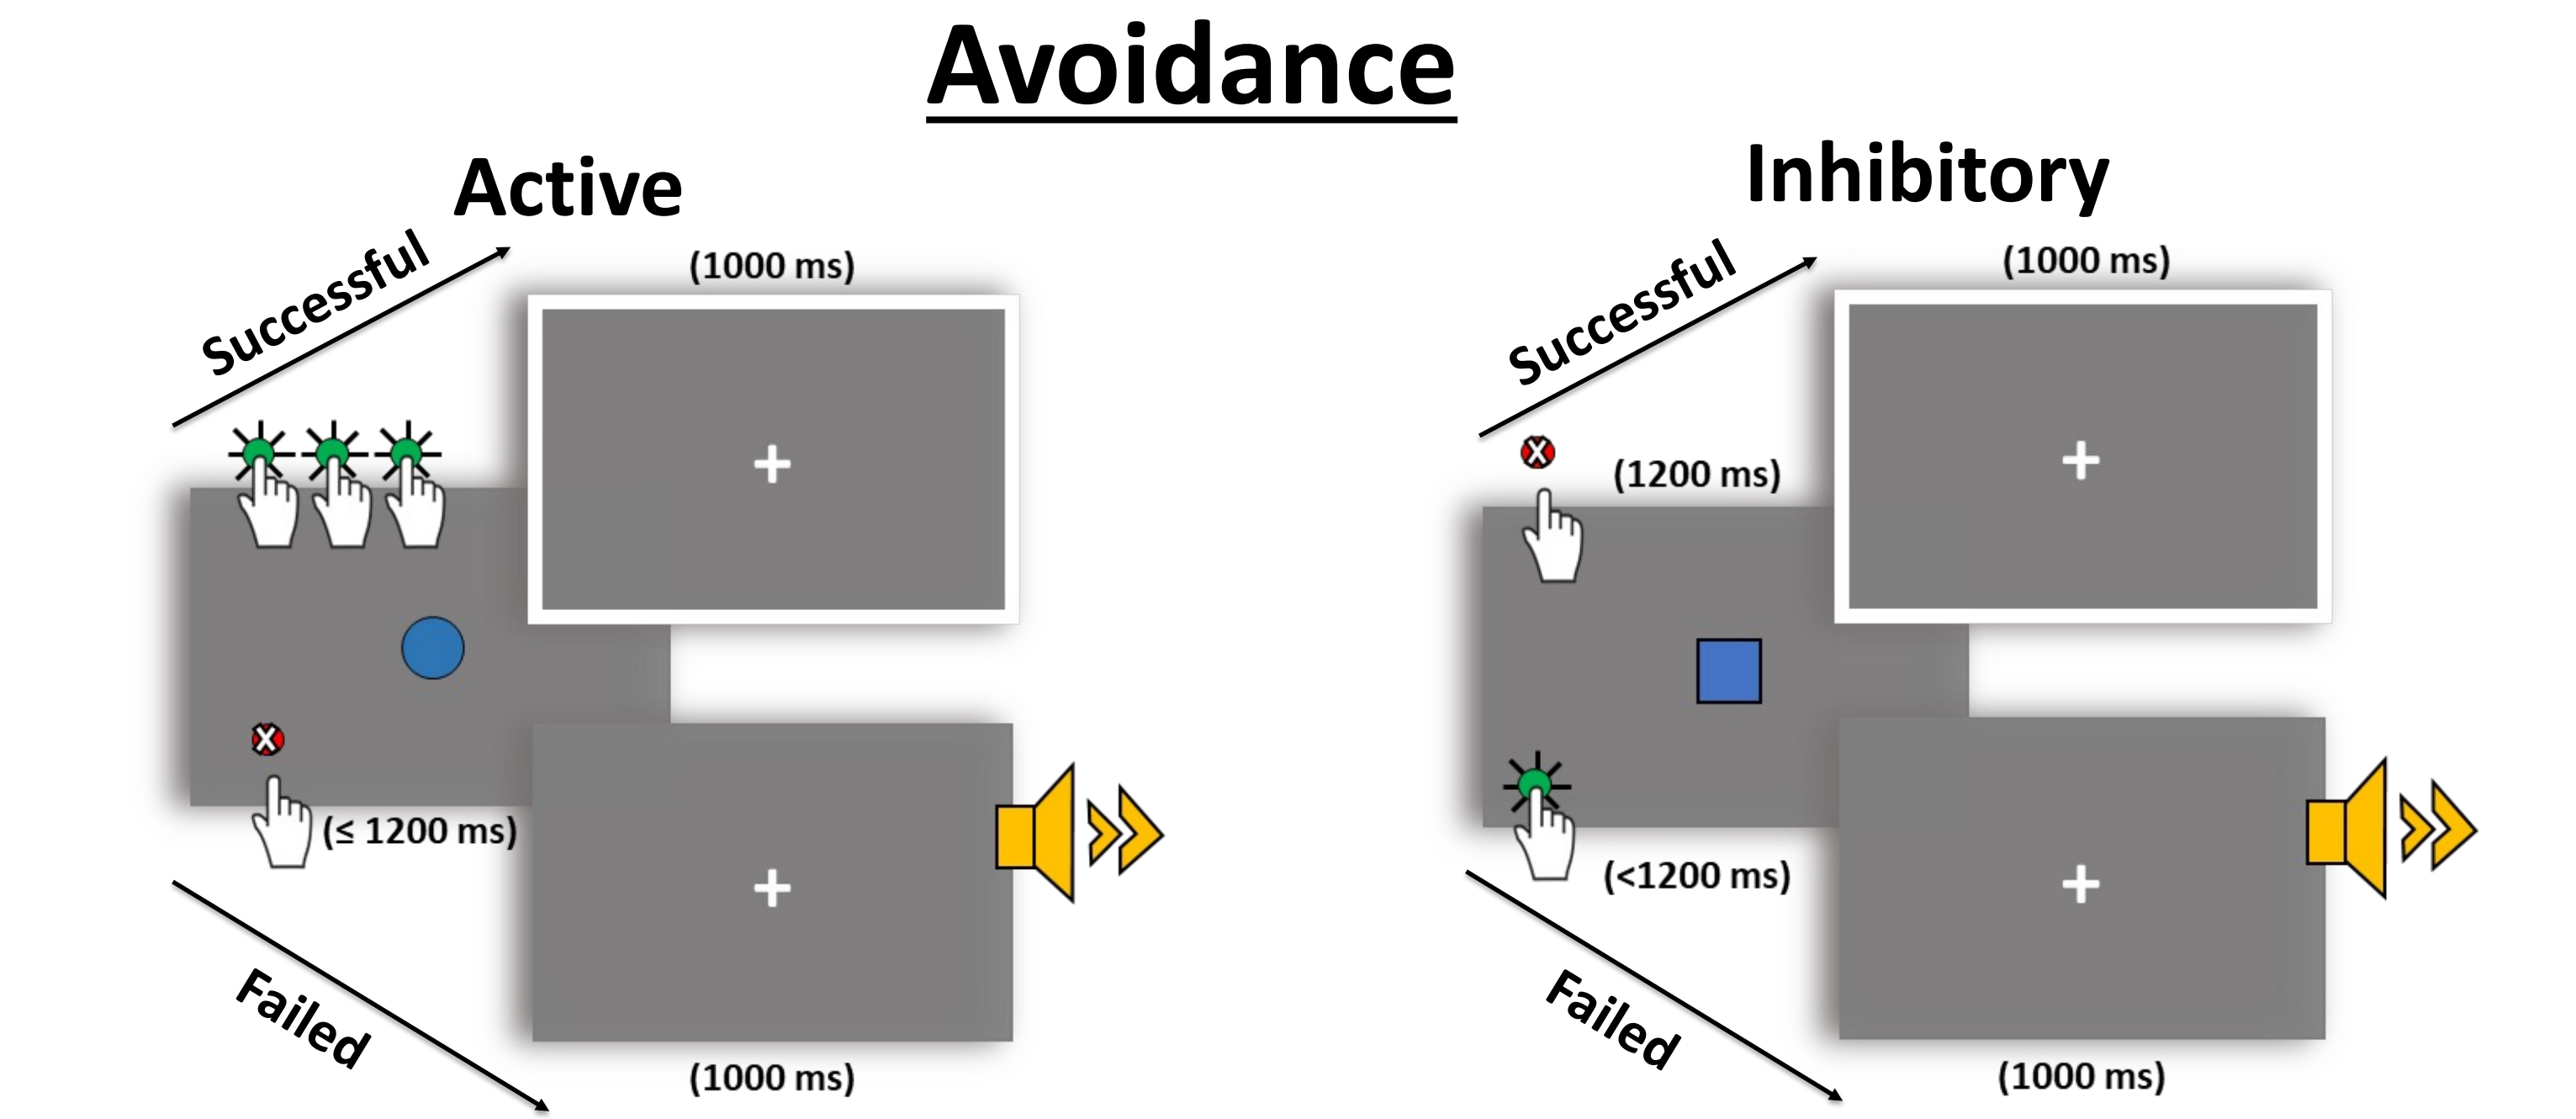 Avoidance
Active
Successful
(1000 ms)
(≤ 1200 ms)
Failed
(1000 ms)
Inhibitory
Successful
(1000 ms)
(1200 ms)
(<1200 ms)
Failed
(1000 ms)